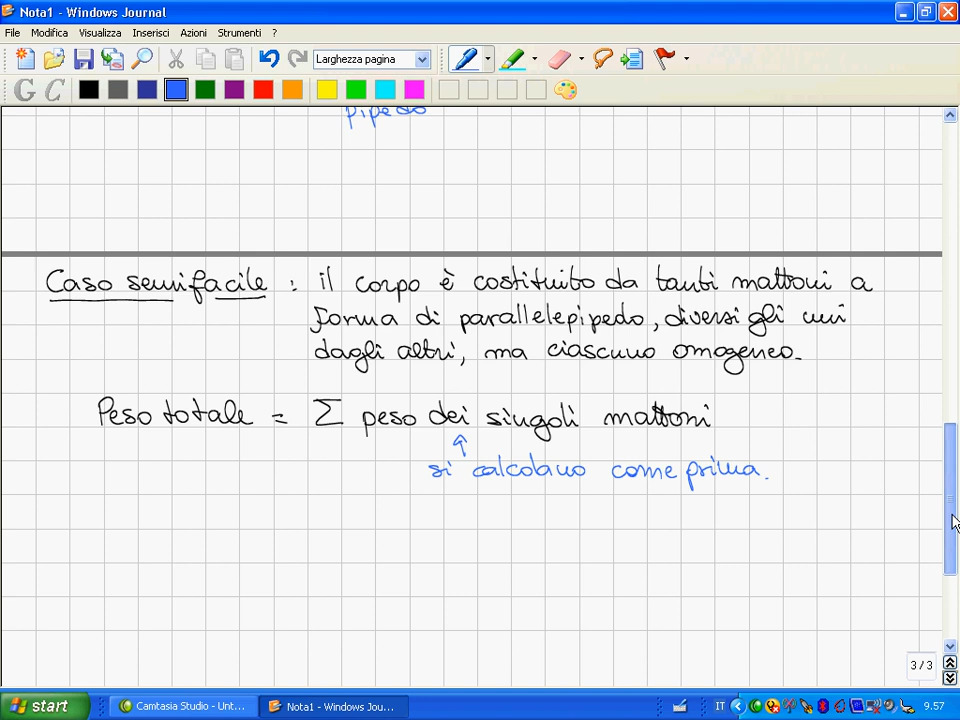 Nota1 - Windows Journal
File Modifica Visualizza Inserisci Azioni Strumenti ?
Larghezza pagina
G C
pipedo
Caso semifacile : il corpo è costituito da tanti mattoni a
forma di parallelepipedo, diversi gli uni
dagli altri, ma ciascuno omogeneo.
Peso totale = Σ peso dei singoli mattoni
↑
si calcolano come prima.
3/3
start Camtasia Studio - Unt... Nota1 - Windows Jou... IT 9.57